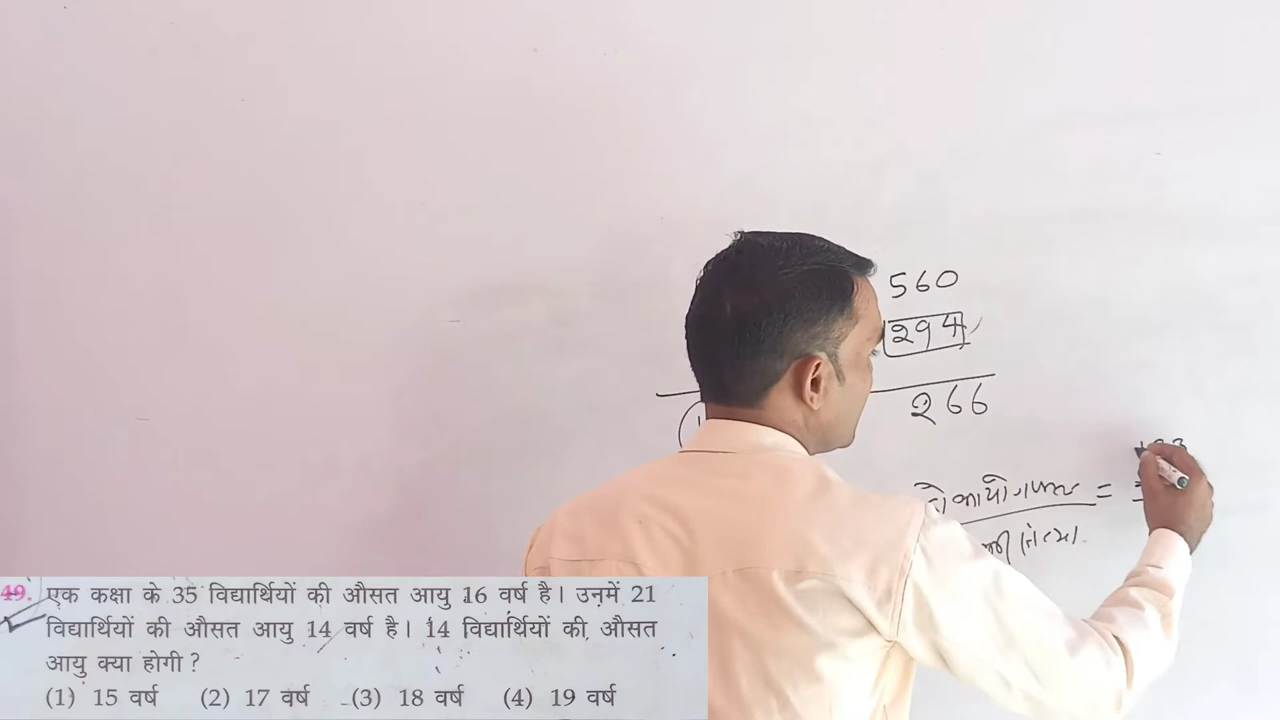 560
294
266
=
49. एक कक्षा के 35 विद्यार्थियों की औसत आयु 16 वर्ष है। उनमें 21
विद्यार्थियों की औसत आयु 14 वर्ष है। 14 विद्यार्थियों की औसत
आयु क्या होगी ?
(1) 15 वर्ष (2) 17 वर्ष (3) 18 वर्ष (4) 19 वर्ष